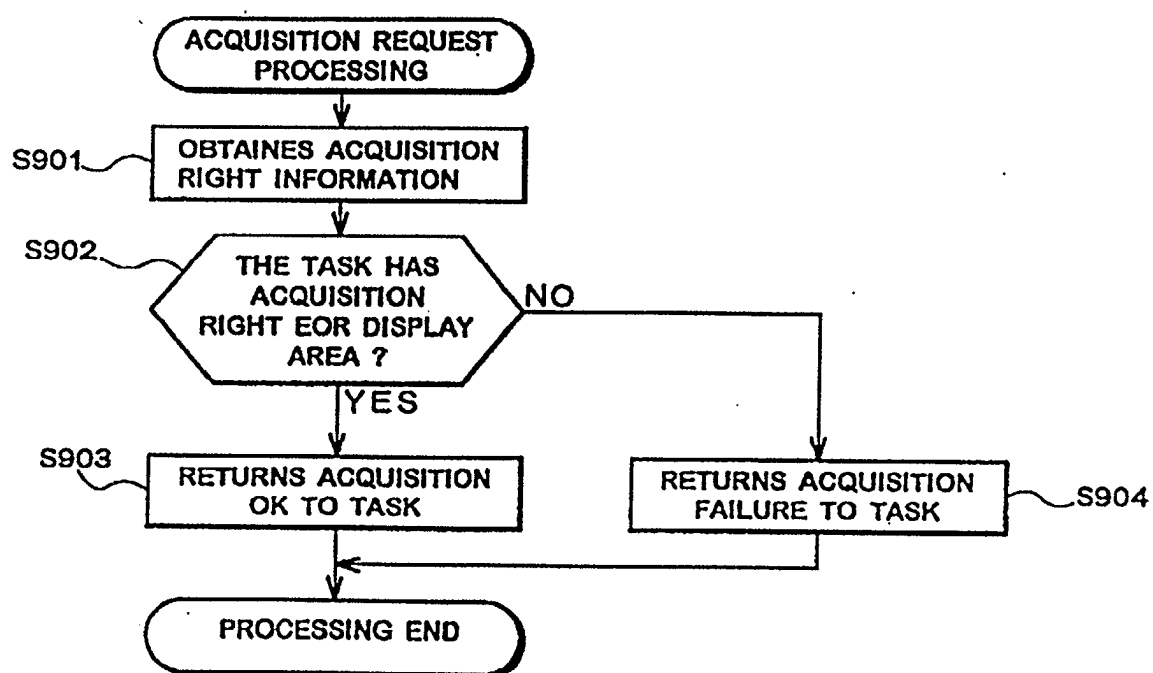 ACQUISITION REQUEST
PROCESSING
S901
OBTAINES ACQUISITION
RIGHT INFORMATION
S902
THE TASK HAS
ACQUISITION
RIGHT EOR DISPLAY
AREA ?
NO
YES
S903
RETURNS ACQUISITION
OK TO TASK
RETURNS ACQUISITION
FAILURE TO TASK
S904
PROCESSING END